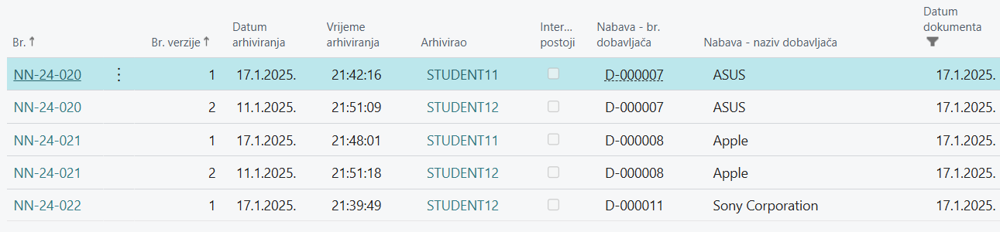 Br. ↑ Br. verzije ↑ Datum arhiviranja Vrijeme arhiviranja Arhivirao Inter... postoji Nabava - br. dobavljača Nabava - naziv dobavljača Datum dokumenta
NN-24-020 ⋮ 1 17.1.2025. 21:42:16 STUDENT11 D-000007 ASUS 17.1.2025.
NN-24-020 2 11.1.2025. 21:51:09 STUDENT12 D-000007 ASUS 17.1.2025.
NN-24-021 1 17.1.2025. 21:48:01 STUDENT11 D-000008 Apple 17.1.2025.
NN-24-021 2 11.1.2025. 21:51:18 STUDENT12 D-000008 Apple 17.1.2025.
NN-24-022 1 17.1.2025. 21:39:49 STUDENT12 D-000011 Sony Corporation 17.1.2025.